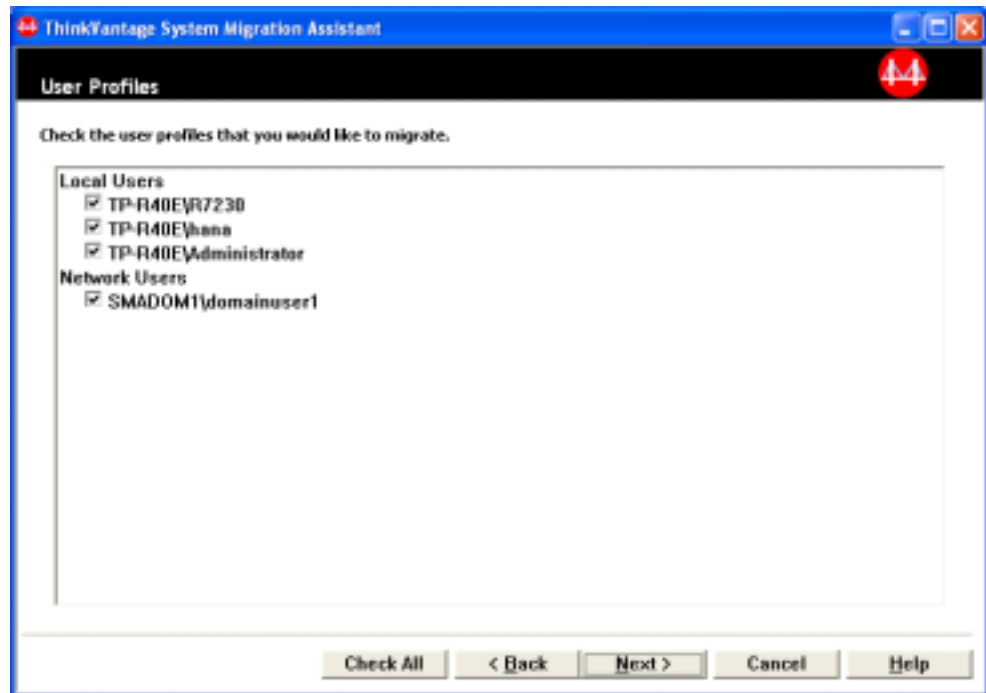 ThinkVantage System Migration Assistant
User Profiles
Check the user profiles that you would like to migrate.
Local Users
TP-R40E\R7230
TP-R40E\hana
TP-R40E\Administrator
Network Users
SMADOM1\domainuser1
Check All
< Back
Next >
Cancel
Help